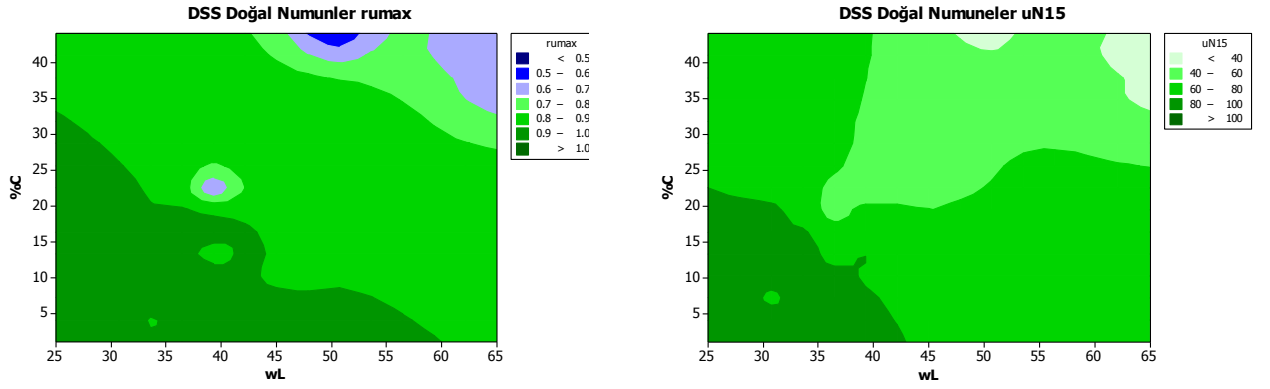 DSS Doğal Numunler rumax
%C
40
35
30
25
20
15
10
5
25 30 35 40 45 50 55 60 65
wL
rumax
< 0.5
0.5 – 0.6
0.6 – 0.7
0.7 – 0.8
0.8 – 0.9
0.9 – 1.0
> 1.0
DSS Doğal Numuneler uN15
%C
40
35
30
25
20
15
10
5
25 30 35 40 45 50 55 60 65
wL
uN15
< 40
40 – 60
60 – 80
80 – 100
> 100